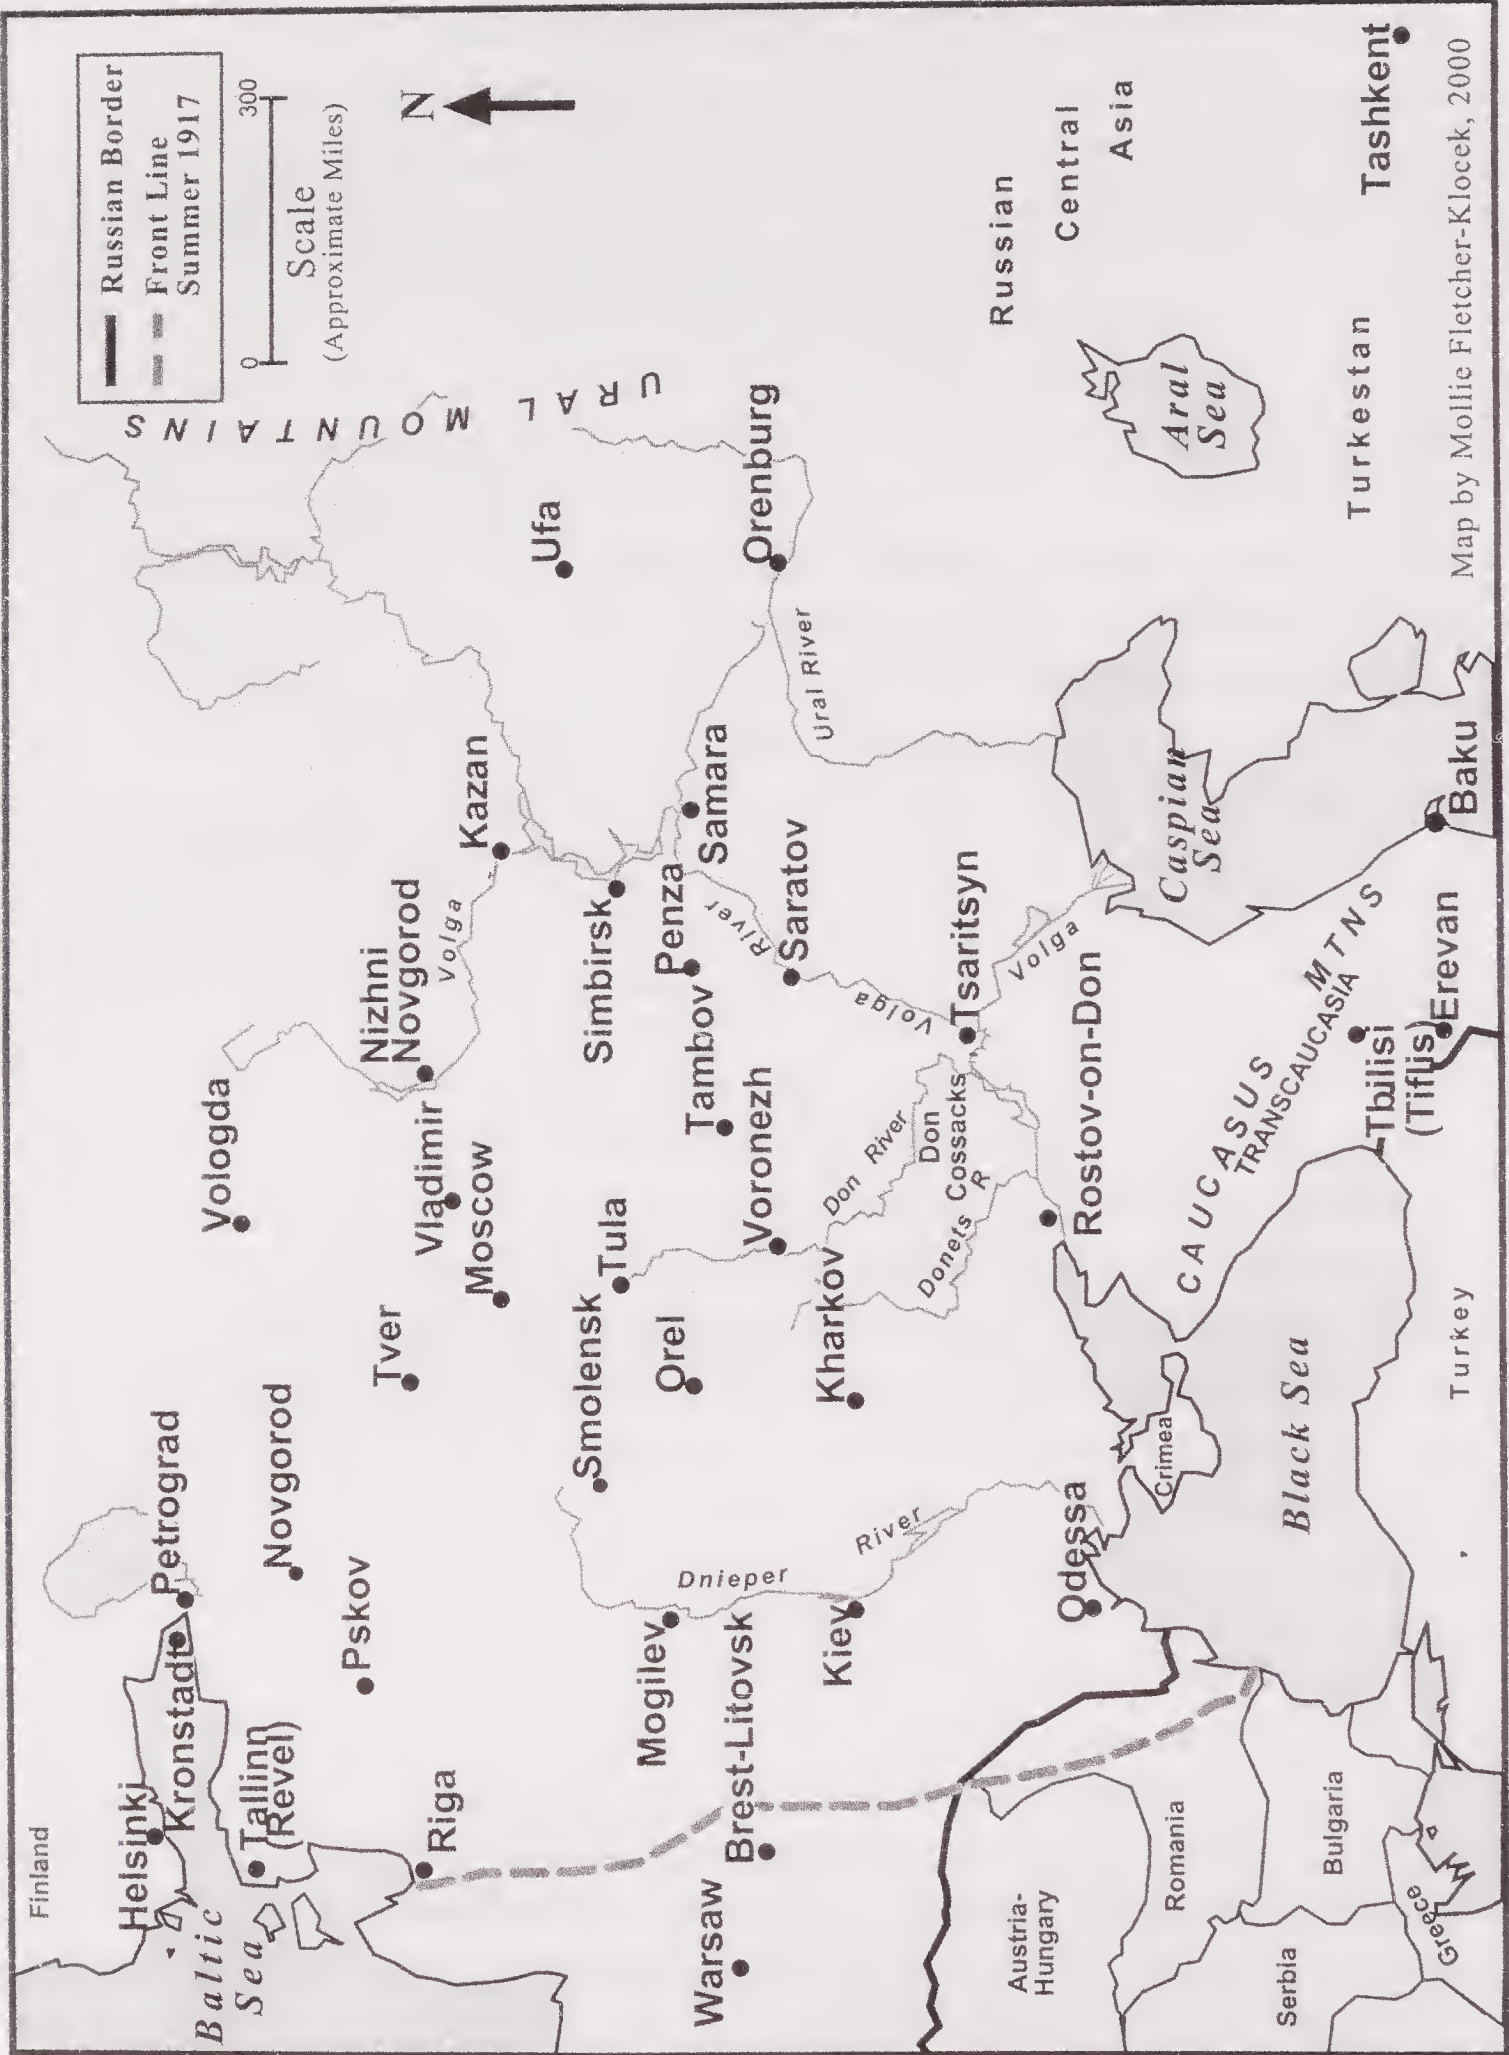 Russian Border
Front Line
Summer 1917
0
300
Scale
(Approximate Miles)
N
URAL MOUNTAINS
Finland
Helsinki
Kronstadt
Petrograd
Baltic
Sea
Tallinn
(Revel)
Novgorod
Vologda
Pskov
Tver
Riga
Nizhni
Novgorod
Vladimir
Moscow
Volga
Kazan
Ufa
Smolensk
Tula
Simbirsk
Mogilev
Orel
Penza
Samara
Warsaw
Brest-Litovsk
Dnieper
River
Tambov
Voronezh
River
Saratov
Orenburg
Ural River
Kiev
Kharkov
Don River
Volga
Tsaritsyn
Don
Cossacks
Donets R
Volga
Russian
Central
Asia
Austria-
Hungary
Odessa
Rostov-on-Don
Crimea
Caspian
Sea
Aral
Sea
Romania
CAUCASUS MTNS
TRANSCAUCASIA
Serbia
Bulgaria
Black Sea
Tbilisi
(Tiflis)
Erevan
Baku
Turkestan
Tashkent
Greece
Turkey
Map by Mollie Fletcher-Klocek, 2000